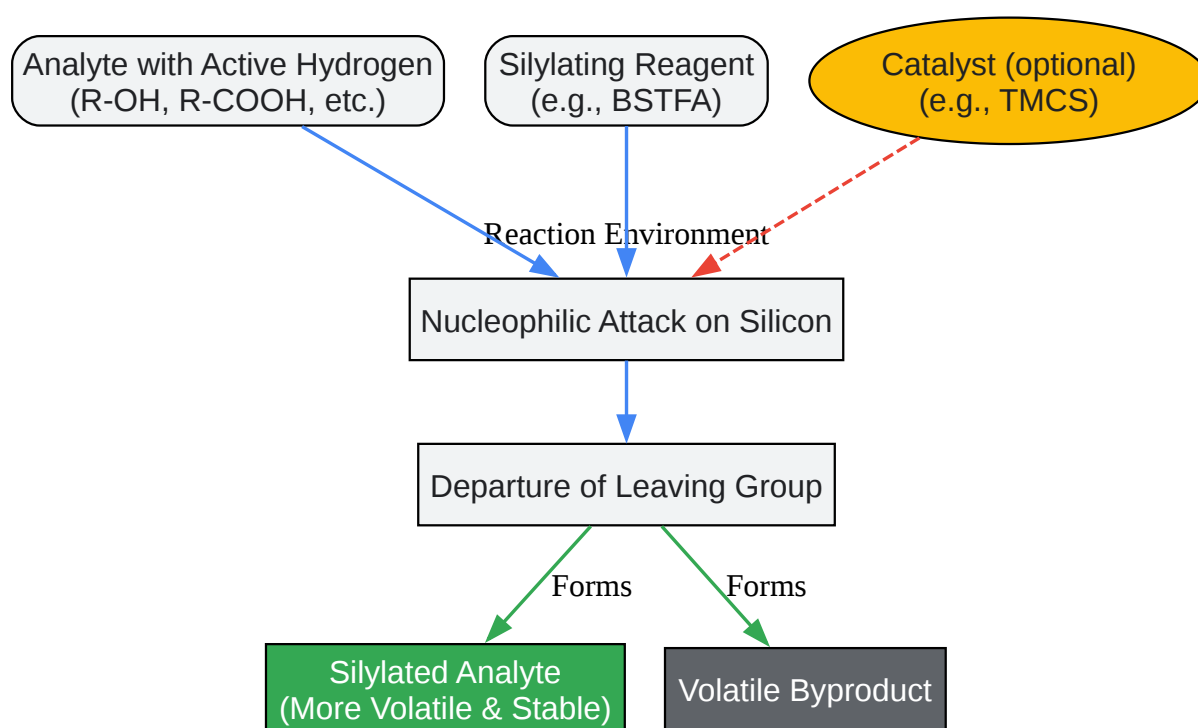 Analyte with Active Hydrogen
(R-OH, R-COOH, etc.)
Silylating Reagent
(e.g., BSTFA)
Catalyst (optional)
(e.g., TMCS)
Reaction Environment
Nucleophilic Attack on Silicon
Departure of Leaving Group
Forms
Forms
Silylated Analyte
(More Volatile & Stable)
Volatile Byproduct